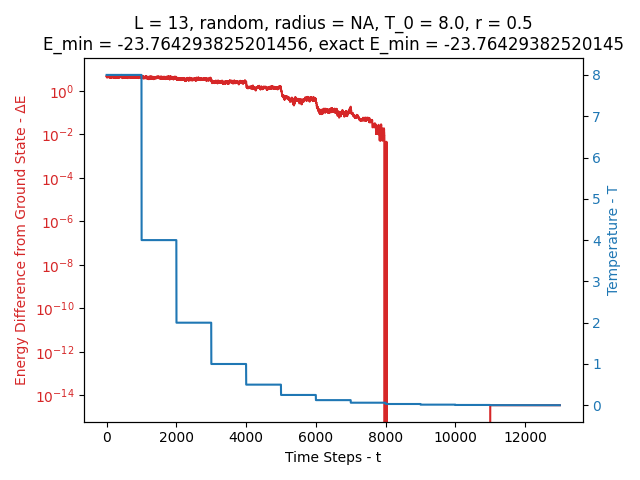 L = 13, random, radius = NA, T_0 = 8.0, r = 0.5
E_min = -23.764293825201456, exact E_min = -23.76429382520145
Energy Difference from Ground State - ΔE
10⁰
10⁻²
10⁻⁴
10⁻⁶
10⁻⁸
10⁻¹⁰
10⁻¹²
10⁻¹⁴
8
7
6
5
4
3
2
1
0
Temperature - T
0 2000 4000 6000 8000 10000 12000
Time Steps - t